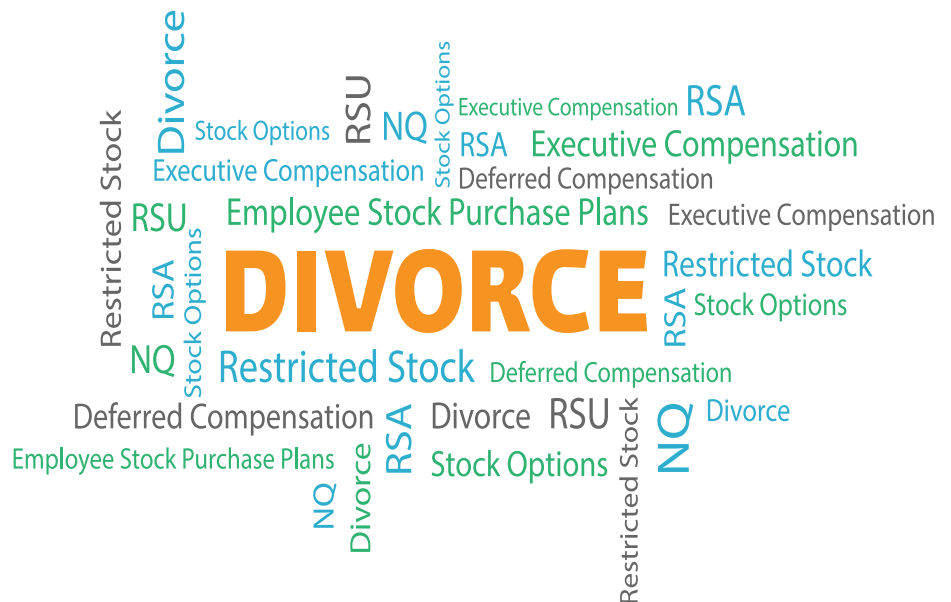 Divorce
Stock Options
RSU
NQ
Stock Options
Executive Compensation
RSA
RSA
Executive Compensation
Restricted Stock
Executive Compensation
Deferred Compensation
RSU
Employee Stock Purchase Plans
Executive Compensation
RSA
Stock Options
DIVORCE
Restricted Stock
RSA
Stock Options
NQ
Restricted Stock
Deferred Compensation
Deferred Compensation
RSA
Divorce
RSU
Restricted Stock
NQ
Divorce
Employee Stock Purchase Plans
Divorce
Stock Options
NQ